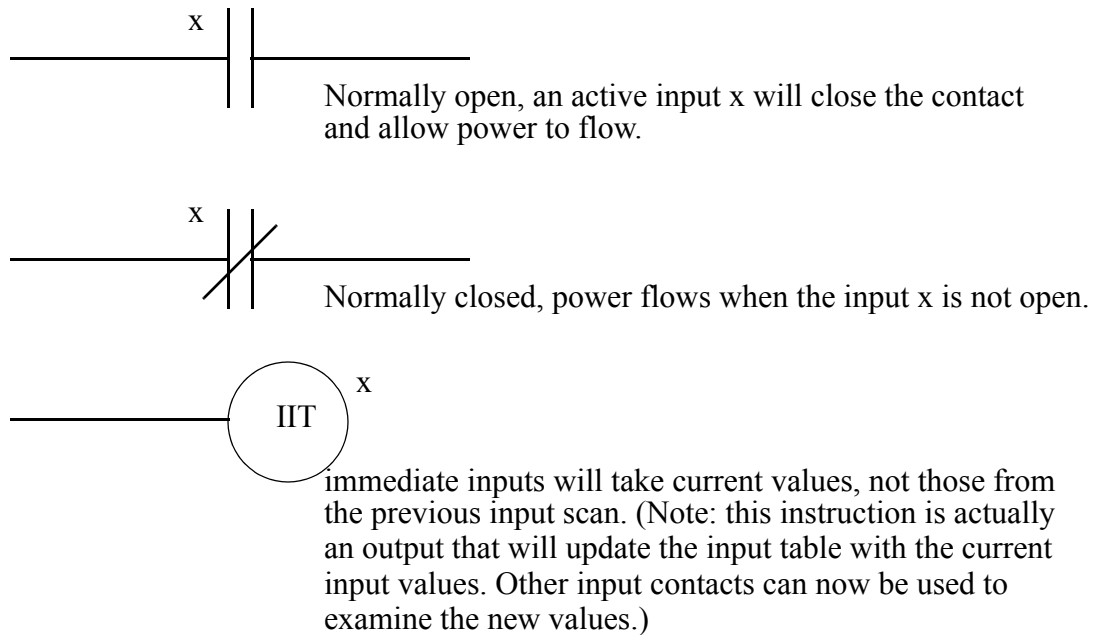 x
Normally open, an active input x will close the contact
and allow power to flow.
x
Normally closed, power flows when the input x is not open.
x
IIT
immediate inputs will take current values, not those from
the previous input scan. (Note: this instruction is actually
an output that will update the input table with the current
input values. Other input contacts can now be used to
examine the new values.)